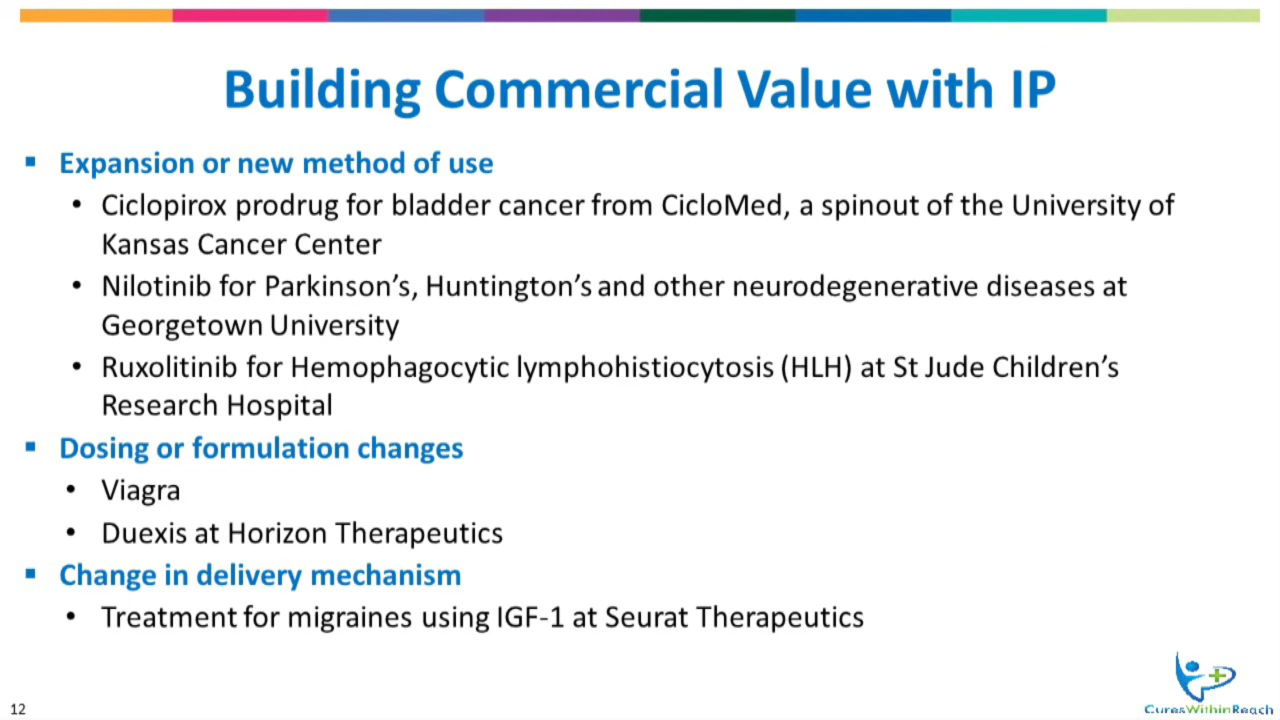 Building Commercial Value with IP
▪ Expansion or new method of use
• Ciclopirox prodrug for bladder cancer from CicloMed, a spinout of the University of
Kansas Cancer Center
• Nilotinib for Parkinson’s, Huntington’s and other neurodegenerative diseases at
Georgetown University
• Ruxolitinib for Hemophagocytic lymphohistiocytosis (HLH) at St Jude Children’s
Research Hospital
▪ Dosing or formulation changes
• Viagra
• Duexis at Horizon Therapeutics
▪ Change in delivery mechanism
• Treatment for migraines using IGF-1 at Seurat Therapeutics
12
CuresWithinReach